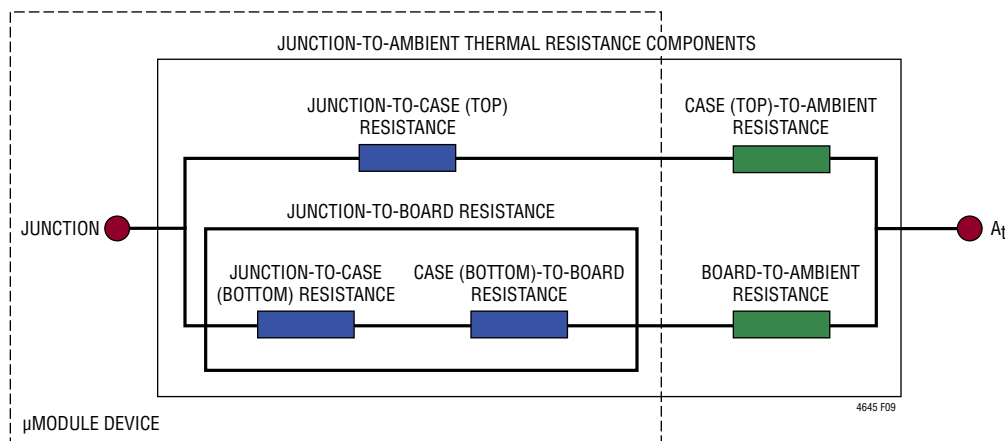 JUNCTION-TO-AMBIENT THERMAL RESISTANCE COMPONENTS
JUNCTION-TO-CASE (TOP)
RESISTANCE
CASE (TOP)-TO-AMBIENT
RESISTANCE
JUNCTION
JUNCTION-TO-BOARD RESISTANCE
At
JUNCTION-TO-CASE
(BOTTOM) RESISTANCE
CASE (BOTTOM)-TO-BOARD
RESISTANCE
BOARD-TO-AMBIENT
RESISTANCE
4645 F09
µMODULE DEVICE